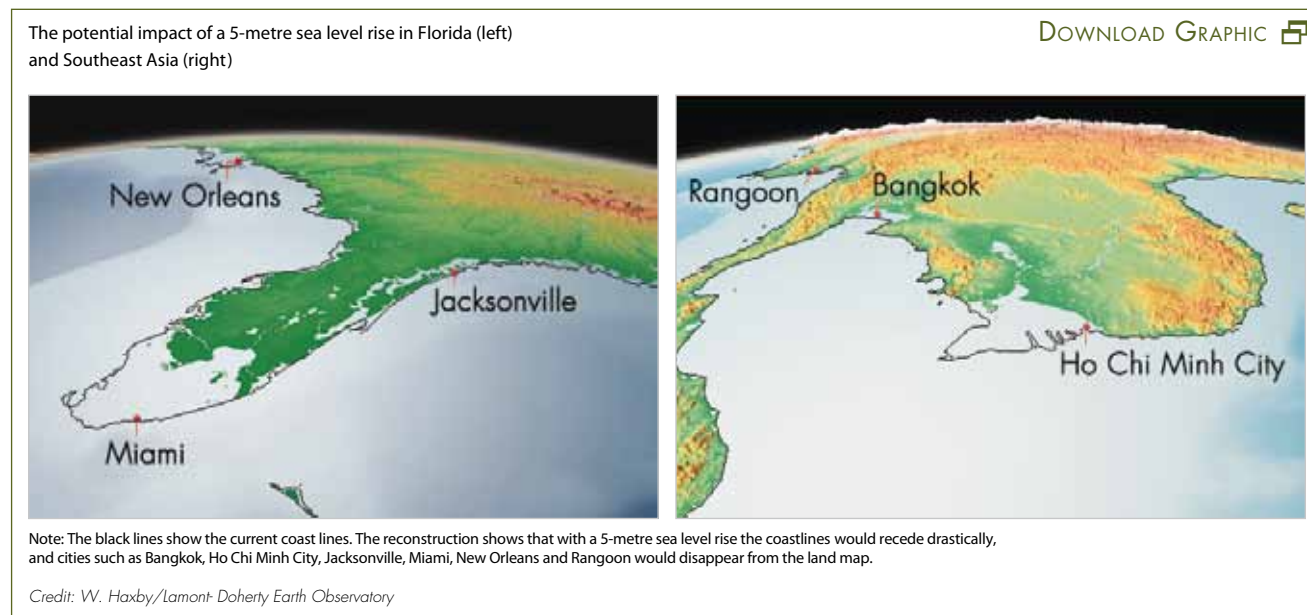 The potential impact of a 5-metre sea level rise in Florida (left)
and Southeast Asia (right)
DOWNLOAD GRAPHIC
New Orleans
Jacksonville
Miami
Rangoon
Bangkok
Ho Chi Minh City
Note: The black lines show the current coast lines. The reconstruction shows that with a 5-metre sea level rise the coastlines would recede drastically,
and cities such as Bangkok, Ho Chi Minh City, Jacksonville, Miami, New Orleans and Rangoon would disappear from the land map.
Credit: W. Haxby/Lamont- Doherty Earth Observatory